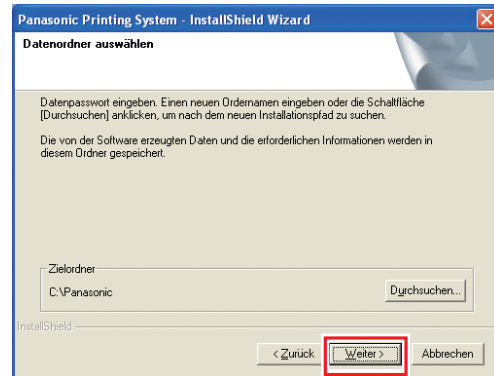 Panasonic Printing System - InstallShield Wizard
Datenordner auswählen
Datenpasswort eingeben. Einen neuen Ordernamen eingeben oder die Schaltfläche
[Durchsuchen] anklicken, um nach dem neuen Installationspfad zu suchen.
Die von der Software erzeugten Daten und die erforderlichen Informationen werden in
diesem Ordner gespeichert.
Zielordner
C:\Panasonic
Durchsuchen...
InstallShield
< Zurück
Weiter >
Abbrechen